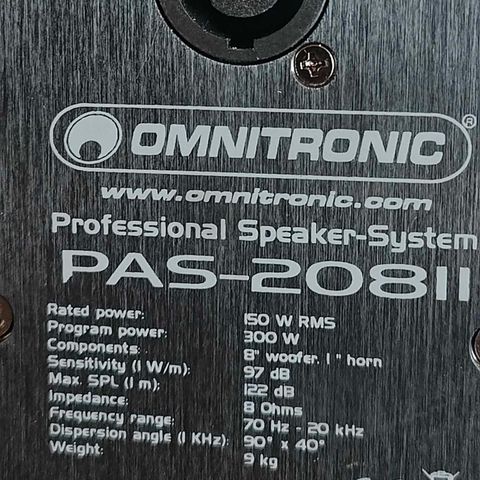 OMNITRONIC®
www.omnitronic.com
Professional Speaker-System
PAS-208II
Rated power: 150 W RMS
Program power: 300 W
Components: 8" woofer, 1" horn
Sensitivity (1 W/m): 97 dB
Max. SPL (1 m): 122 dB
Impedance: 8 Ohms
Frequency range: 70 Hz - 20 kHz
Dispersion angle (1 KHz): 90° x 40°
Weight: 9 kg